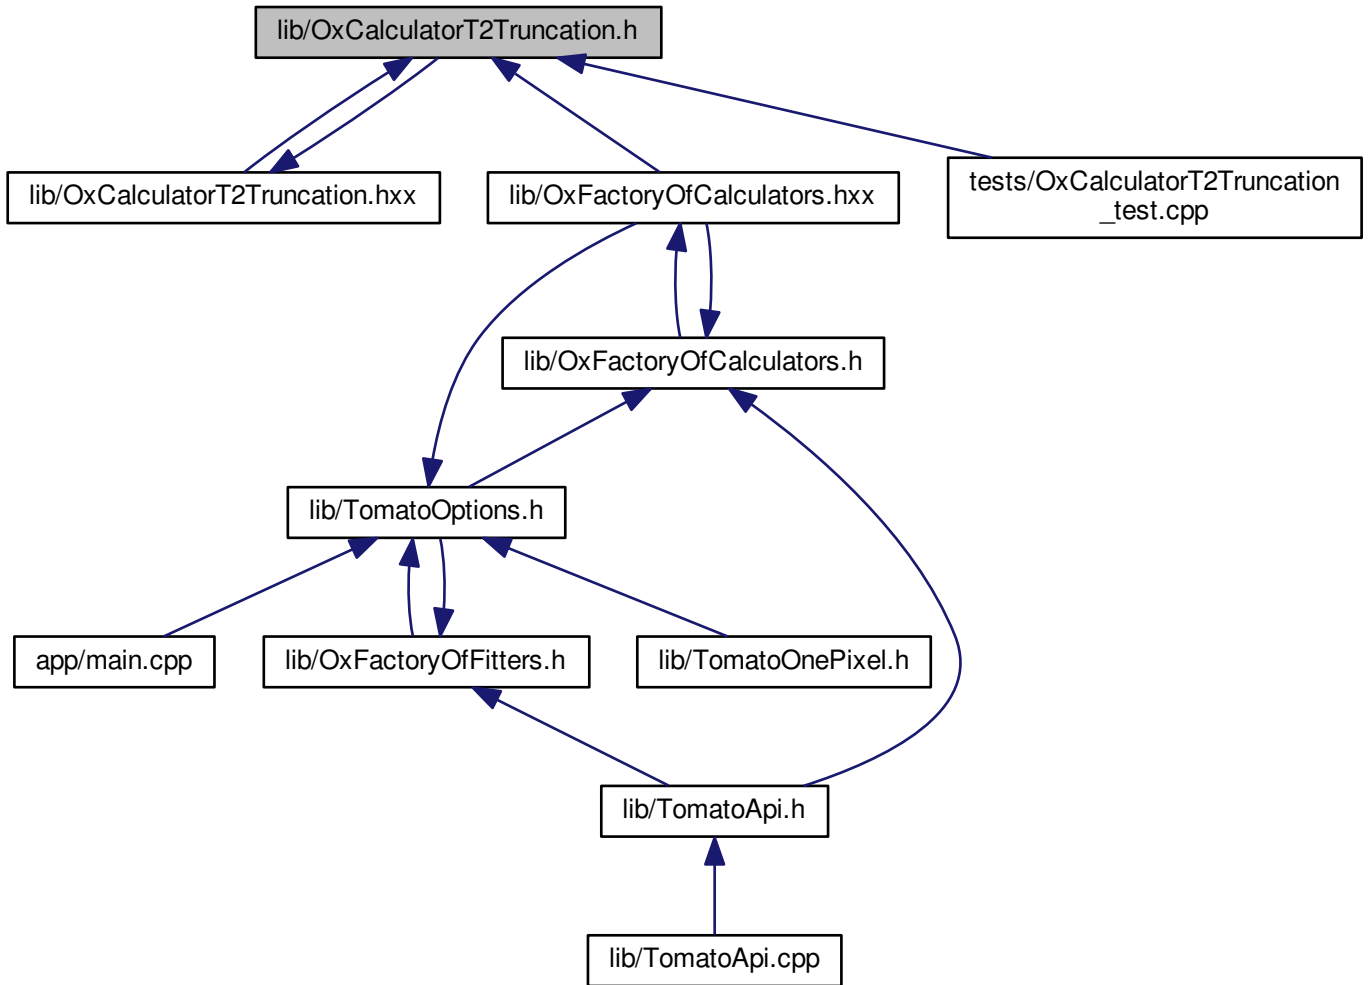 lib/OxCalculatorT2Truncation.h
lib/OxCalculatorT2Truncation.hxx
lib/OxFactoryOfCalculators.hxx
tests/OxCalculatorT2Truncation
_test.cpp
lib/OxFactoryOfCalculators.h
lib/TomatoOptions.h
app/main.cpp
lib/OxFactoryOfFitters.h
lib/TomatoOnePixel.h
lib/TomatoApi.h
lib/TomatoApi.cpp